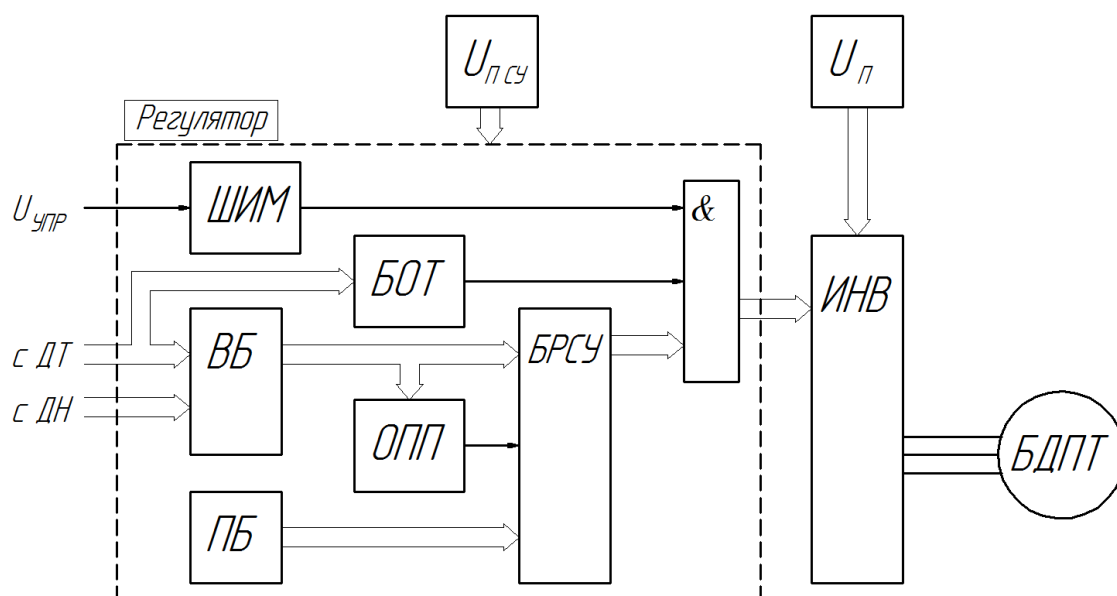 U П СУ
U П
Регулятор
U УПР
ШИМ
&
БОТ
ИНВ
с ДТ
ВБ
БРСУ
с ДН
ОПП
БДПТ
ПБ